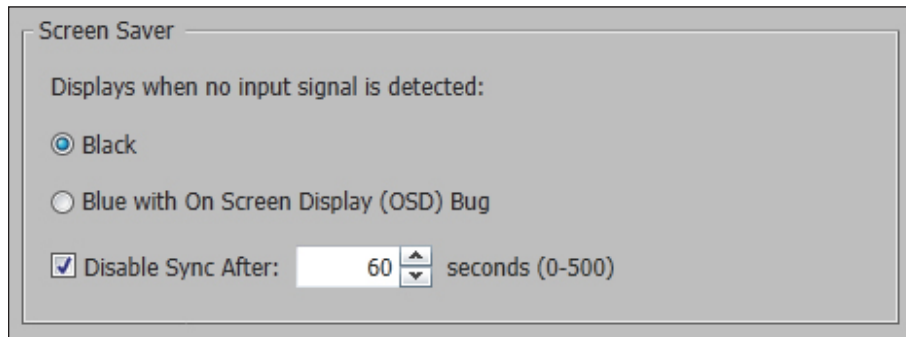 Screen Saver
Displays when no input signal is detected:
Black
Blue with On Screen Display (OSD) Bug
Disable Sync After: 60 seconds (0-500)